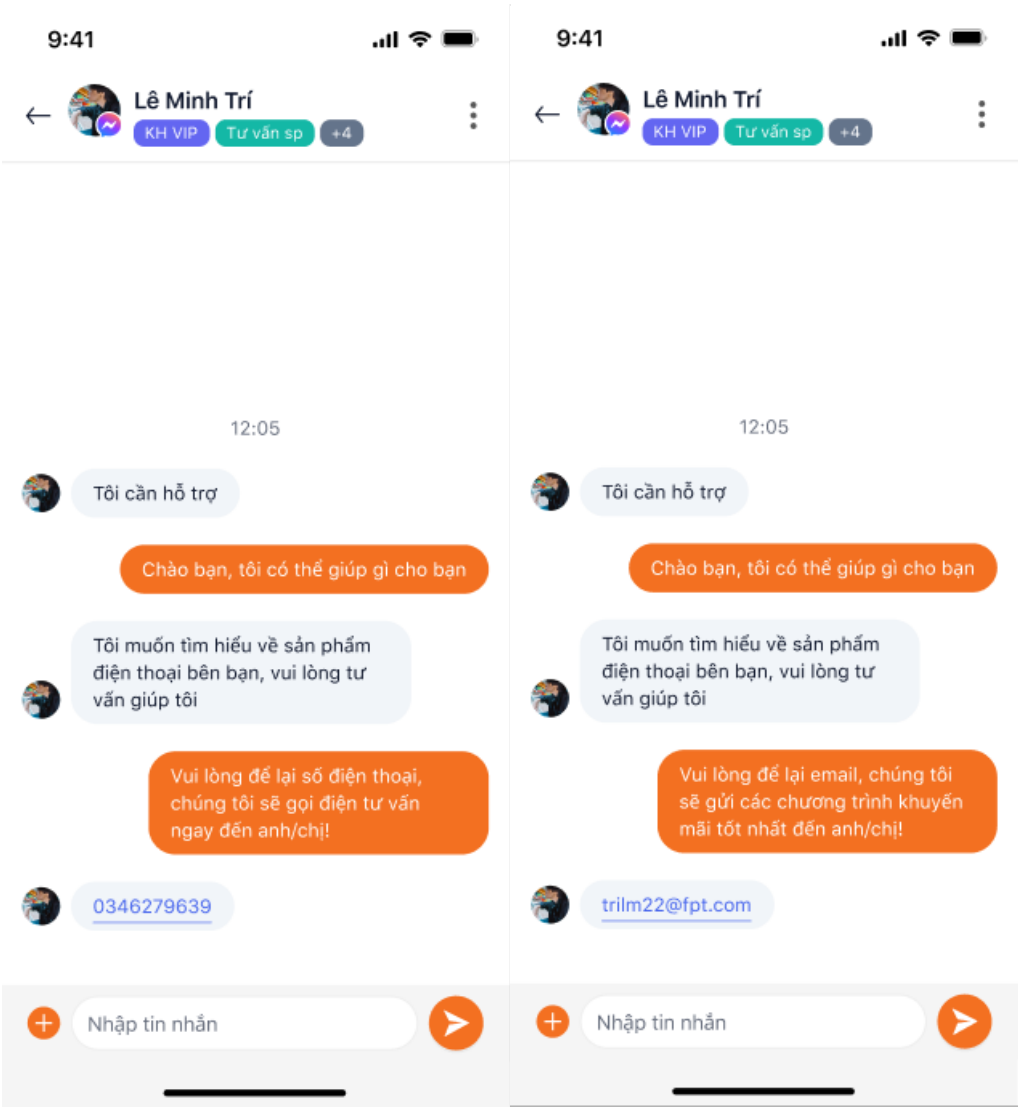 9:41
Lê Minh Trí
KH VIP Tư vấn sp +4
12:05
Tôi cần hỗ trợ
Chào bạn, tôi có thể giúp gì cho bạn
Tôi muốn tìm hiểu về sản phẩm
điện thoại bên bạn, vui lòng tư
vấn giúp tôi
Vui lòng để lại số điện thoại,
chúng tôi sẽ gọi điện tư vấn
ngay đến anh/chị!
0346279639
Nhập tin nhắn
9:41
Lê Minh Trí
KH VIP Tư vấn sp +4
12:05
Tôi cần hỗ trợ
Chào bạn, tôi có thể giúp gì cho bạn
Tôi muốn tìm hiểu về sản phẩm
điện thoại bên bạn, vui lòng tư
vấn giúp tôi
Vui lòng để lại email, chúng tôi
sẽ gửi các chương trình khuyến
mãi tốt nhất đến anh/chị!
trilm22@fpt.com
Nhập tin nhắn